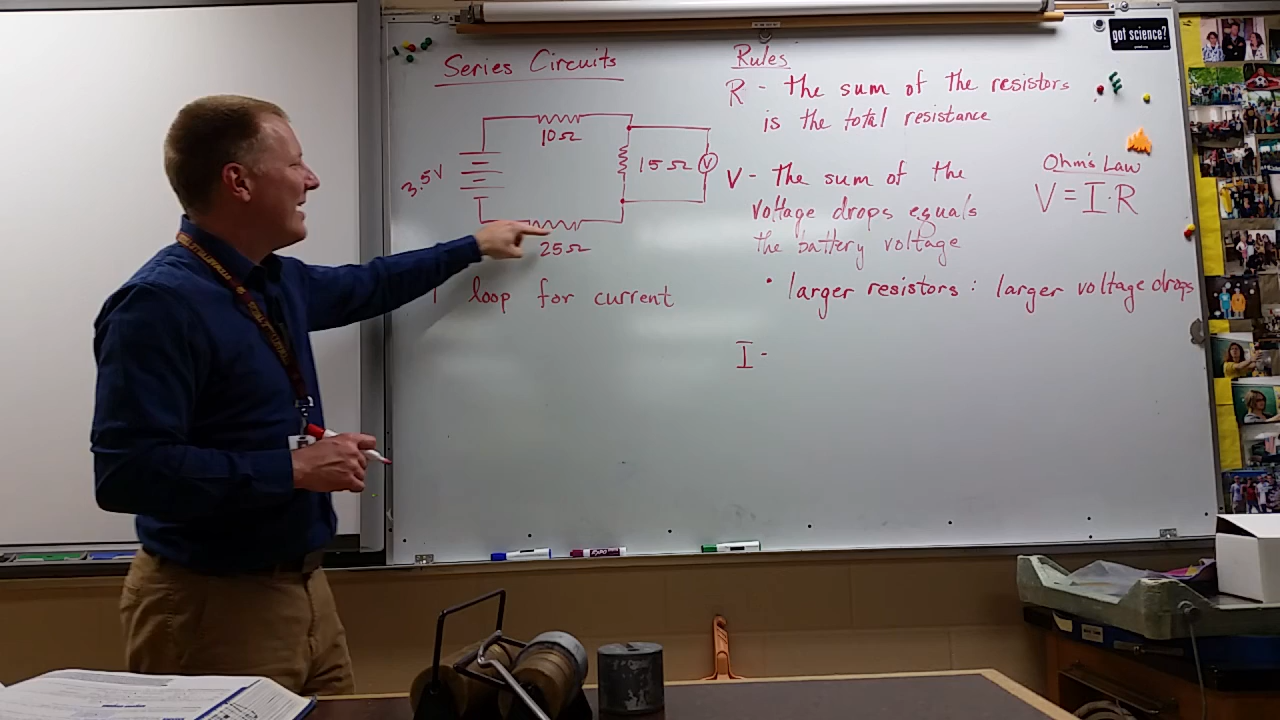 Series Circuits
10Ω
3.5V
15Ω
V
25Ω
loop for current
Rules
R - the sum of the resistors
is the total resistance
V - the sum of the
voltage drops equals
the battery voltage
• larger resistors : larger voltage drops
I -
Ohm's Law
V = I·R
got science?
EXPO